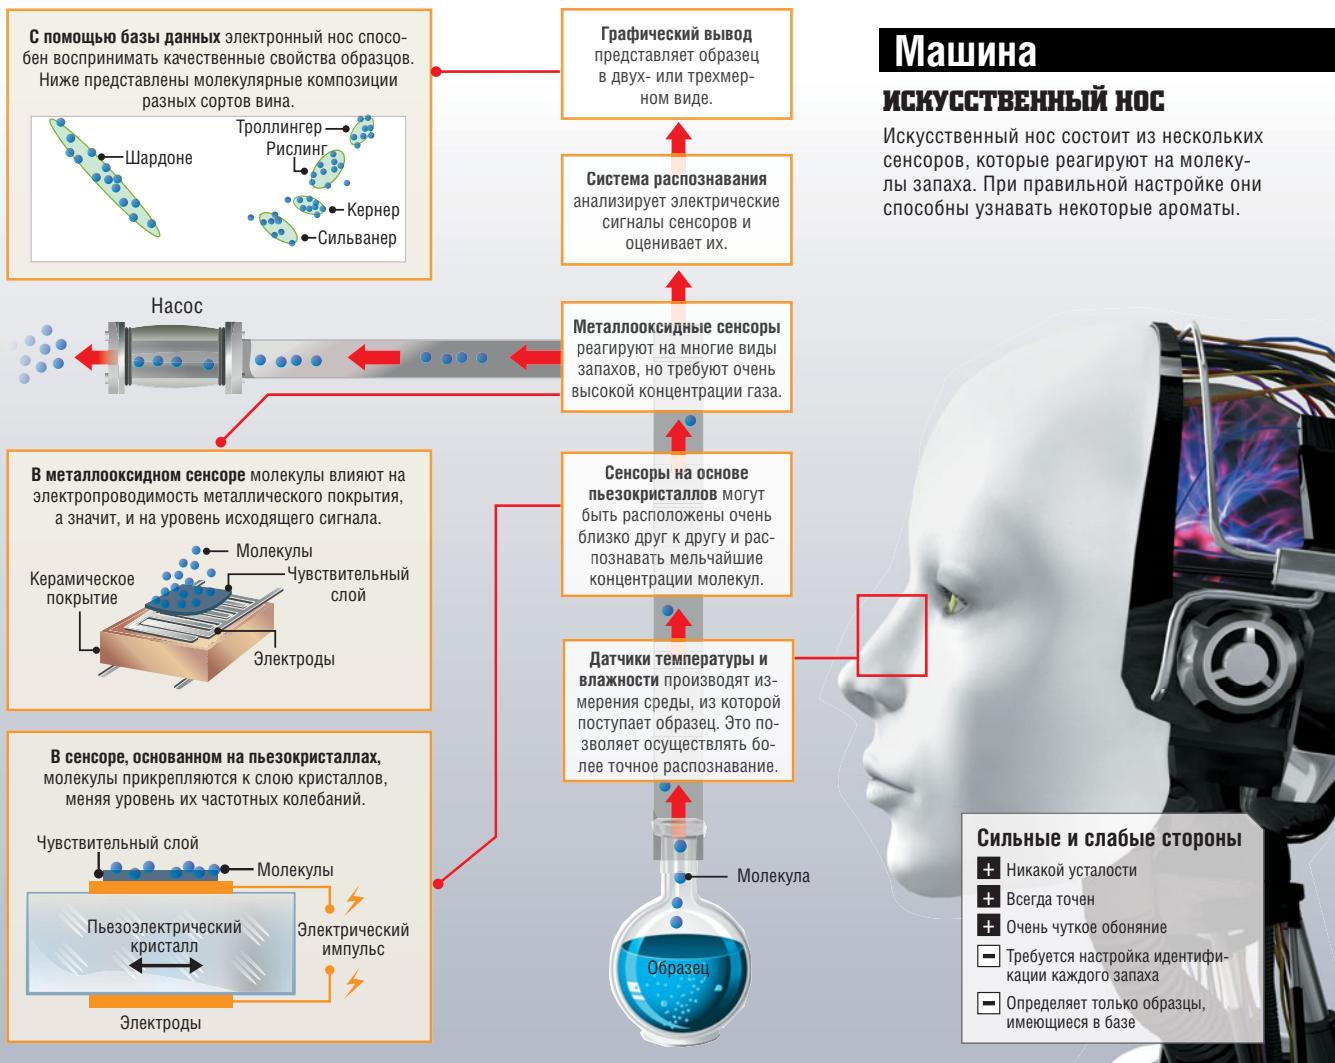 Машина
ИСКУССТВЕННЫЙ НОС
Искусственный нос состоит из нескольких
сенсоров, которые реагируют на молеку-
лы запаха. При правильной настройке они
способны узнавать некоторые ароматы.
С помощью базы данных электронный нос спосо-
бен воспринимать качественные свойства образцов.
Ниже представлены молекулярные композиции
разных сортов вина.
Шардоне
Троллингер
Рислинг
Кернер
Сильванер
Графический вывод
представляет образец
в двух- или трехмер-
ном виде.
Система распознавания
анализирует электрические
сигналы сенсоров и
оценивает их.
Насос
Металлооксидные сенсоры
реагируют на многие виды
запахов, но требуют очень
высокой концентрации газа.
В металлооксидном сенсоре молекулы влияют на
электропроводимость металлического покрытия,
а значит, и на уровень исходящего сигнала.
Молекулы
Керамическое
покрытие
Чувствительный
слой
Электроды
Сенсоры на основе
пьезокристаллов могут
быть расположены очень
близко друг к другу и рас-
познавать мельчайшие
концентрации молекул.
Датчики температуры и
влажности производят из-
мерения среды, из которой
поступает образец. Это по-
зволяет осуществлять бо-
лее точное распознавание.
В сенсоре, основанном на пьезокристаллах,
молекулы прикрепляются к слою кристаллов,
меняя уровень их частотных колебаний.
Чувствительный слой
Молекулы
Пьезоэлектрический
кристалл
Электрический
импульс
Электроды
Молекула
Образец
Сильные и слабые стороны
+ Никакой усталости
+ Всегда точен
+ Очень чуткое обоняние
− Требуется настройка идентифи-
кации каждого запаха
− Определяет только образцы,
имеющиеся в базе